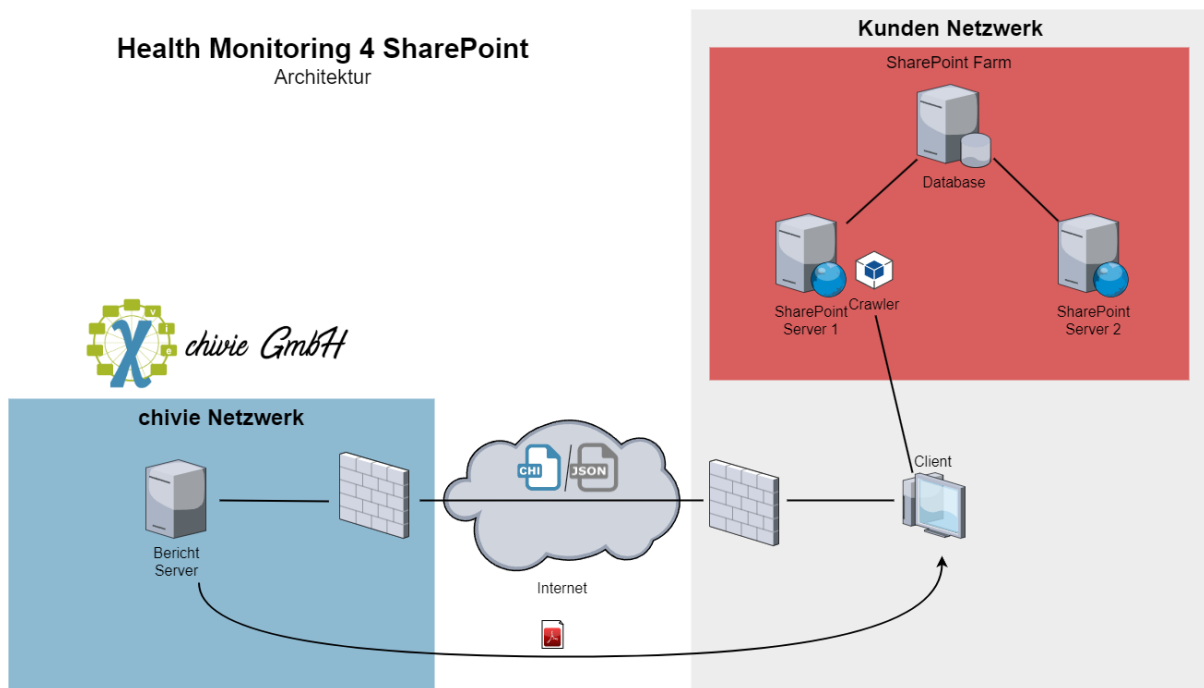 Health Monitoring 4 SharePoint
Architektur
Kunden Netzwerk
SharePoint Farm
Database
SharePoint
Server 1
Crawler
SharePoint
Server 2
v
i
e
χ chivie GmbH
chivie Netzwerk
Bericht
Server
CHI
JSON
Internet
Client